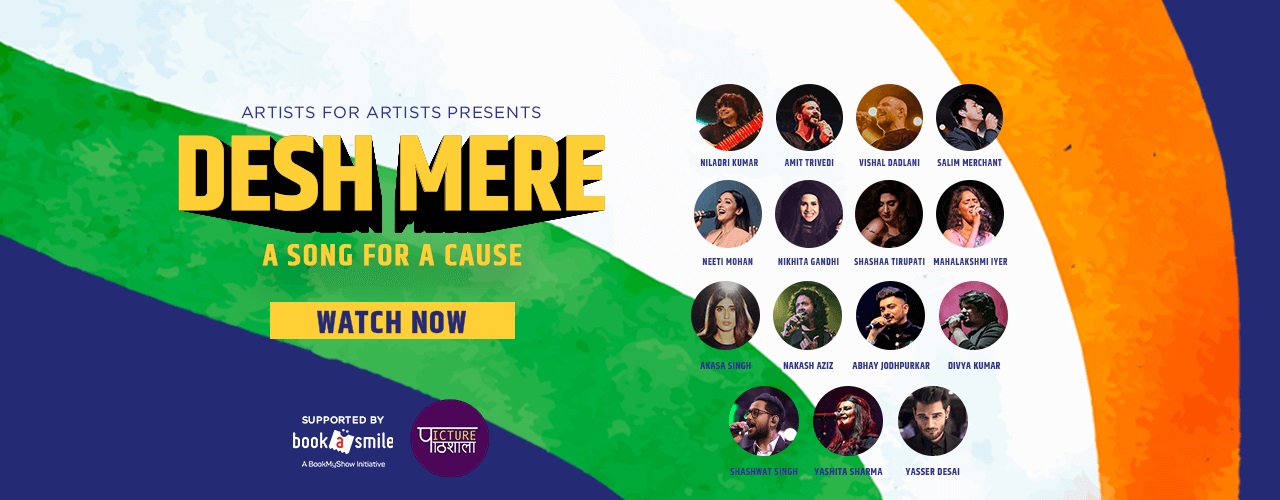 ARTISTS FOR ARTISTS PRESENTS
DESH MERE
A SONG FOR A CAUSE
WATCH NOW
SUPPORTED BY
book a smile
A BookMyShow Initiative
पICTURE
पाठशाला
NILADRI KUMAR AMIT TRIVEDI VISHAL DADLANI SALIM MERCHANT
NEETI MOHAN NIKHITA GANDHI SHASHAA TIRUPATI MAHALAKSHMI IYER
AKASA SINGH NAKASH AZIZ ABHAY JODHPURKAR DIVYA KUMAR
SHASHWAT SINGH YASHITA SHARMA YASSER DESAI